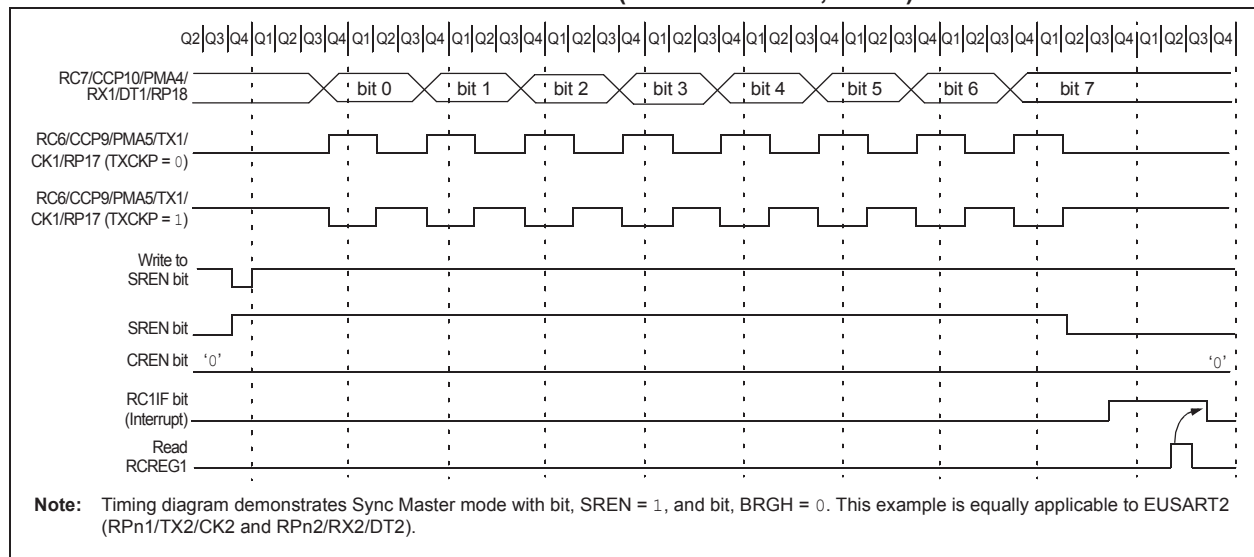 Q2 Q3 Q4 Q1 Q2 Q3 Q4 Q1 Q2 Q3 Q4 Q1 Q2 Q3 Q4 Q1 Q2 Q3 Q4 Q1 Q2 Q3 Q4 Q1 Q2 Q3 Q4 Q1 Q2 Q3 Q4 Q1 Q2 Q3 Q4 Q1 Q2 Q3 Q4 Q1 Q2 Q3 Q4
RC7/CCP10/PMA4/
RX1/DT1/RP18
bit 0 bit 1 bit 2 bit 3 bit 4 bit 5 bit 6 bit 7
RC6/CCP9/PMA5/TX1/
CK1/RP17 (TXCKP = 0)
RC6/CCP9/PMA5/TX1/
CK1/RP17 (TXCKP = 1)
Write to
SREN bit
SREN bit
CREN bit ‘0’ ‘0’
RC1IF bit
(Interrupt)
Read
RCREG1
Note: Timing diagram demonstrates Sync Master mode with bit, SREN = 1, and bit, BRGH = 0. This example is equally applicable to EUSART2
(RPn1/TX2/CK2 and RPn2/RX2/DT2).